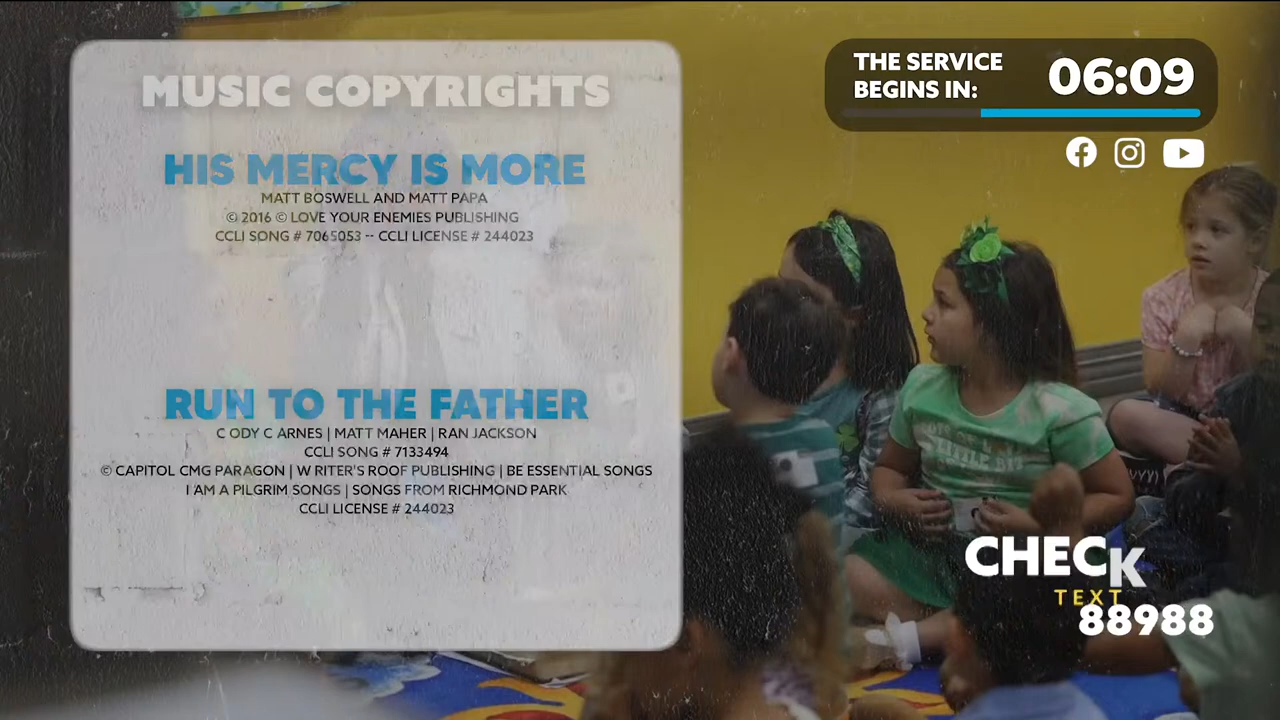 MUSIC COPYRIGHTS
HIS MERCY IS MORE
MATT BOSWELL AND MATT PAPA
© 2016 © LOVE YOUR ENEMIES PUBLISHING
CCLI SONG # 7065053 -- CCLI LICENSE # 244023
RUN TO THE FATHER
C ODY C ARNES | MATT MAHER | RAN JACKSON
CCLI SONG # 7133494
© CAPITOL CMG PARAGON | W RITER'S ROOF PUBLISHING | BE ESSENTIAL SONGS
I AM A PILGRIM SONGS | SONGS FROM RICHMOND PARK
CCLI LICENSE # 244023
THE SERVICE
BEGINS IN:
06:09
CHECK
TEXT
88988